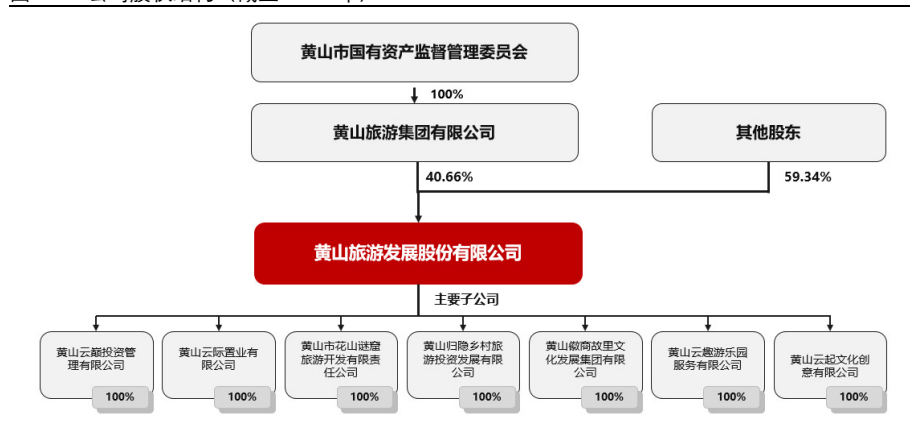 黄山市国有资产监督管理委员会
100%
黄山旅游集团有限公司
其他股东
40.66%
59.34%
黄山旅游发展股份有限公司
主要子公司
黄山云巅投资管
理有限公司
100%
黄山云际置业有
限公司
100%
黄山市花山谜窟
旅游开发有限责
任公司
100%
黄山归隐乡村旅
游投资发展有限
公司
100%
黄山徽商故里文
化发展集团有限
公司
100%
黄山云趣游乐园
服务有限公司
100%
黄山云起文化创
意有限公司
100%